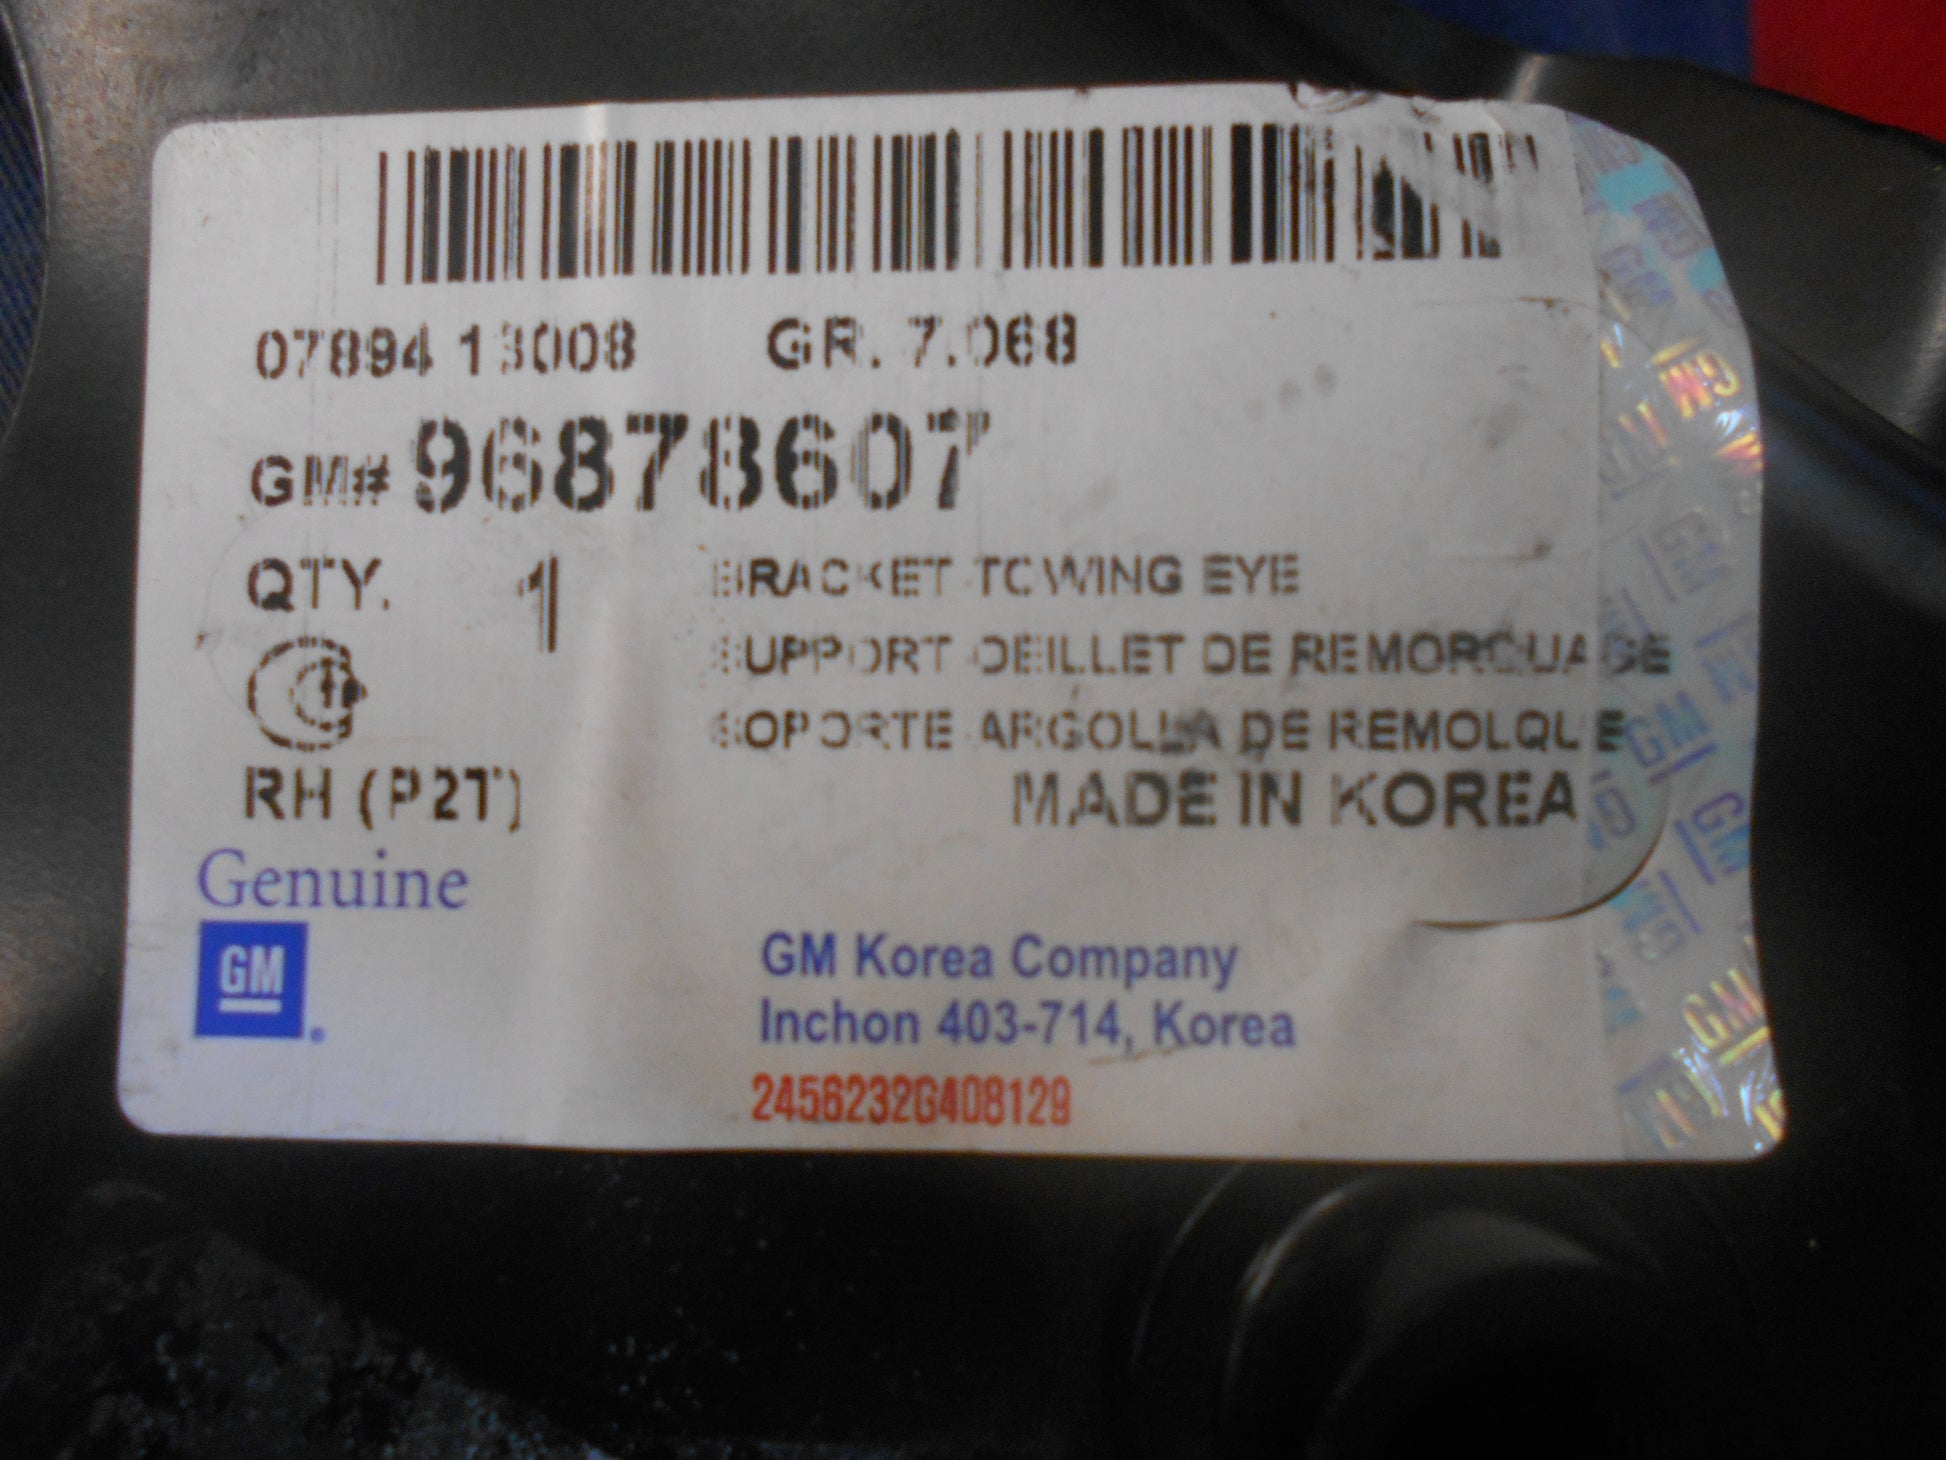 07894 13008 GR. 7.068
GM# 96878607
QTY. 1 BRACKET TOWING EYE
SUPPORT OEILLET DE REMORQUAGE
SOPORTE ARGOLLA DE REMOLQUE
RH (P2T) MADE IN KOREA
Genuine
GM
GM Korea Company
Inchon 403-714, Korea
2456232G408129